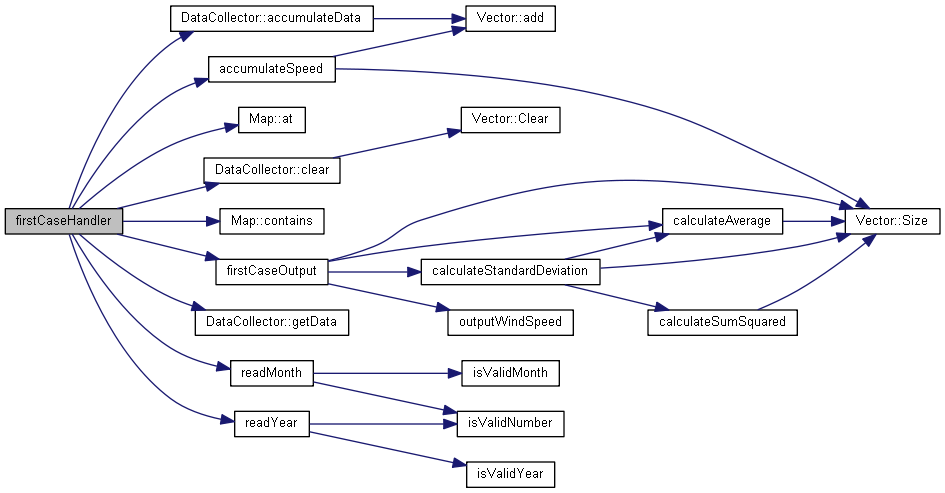 DataCollector::accumulateData
Vector::add
accumulateSpeed
Map::at
Vector::Clear
DataCollector::clear
firstCaseHandler
Map::contains
calculateAverage
Vector::Size
firstCaseOutput
calculateStandardDeviation
DataCollector::getData
outputWindSpeed
calculateSumSquared
readMonth
isValidMonth
readYear
isValidNumber
isValidYear